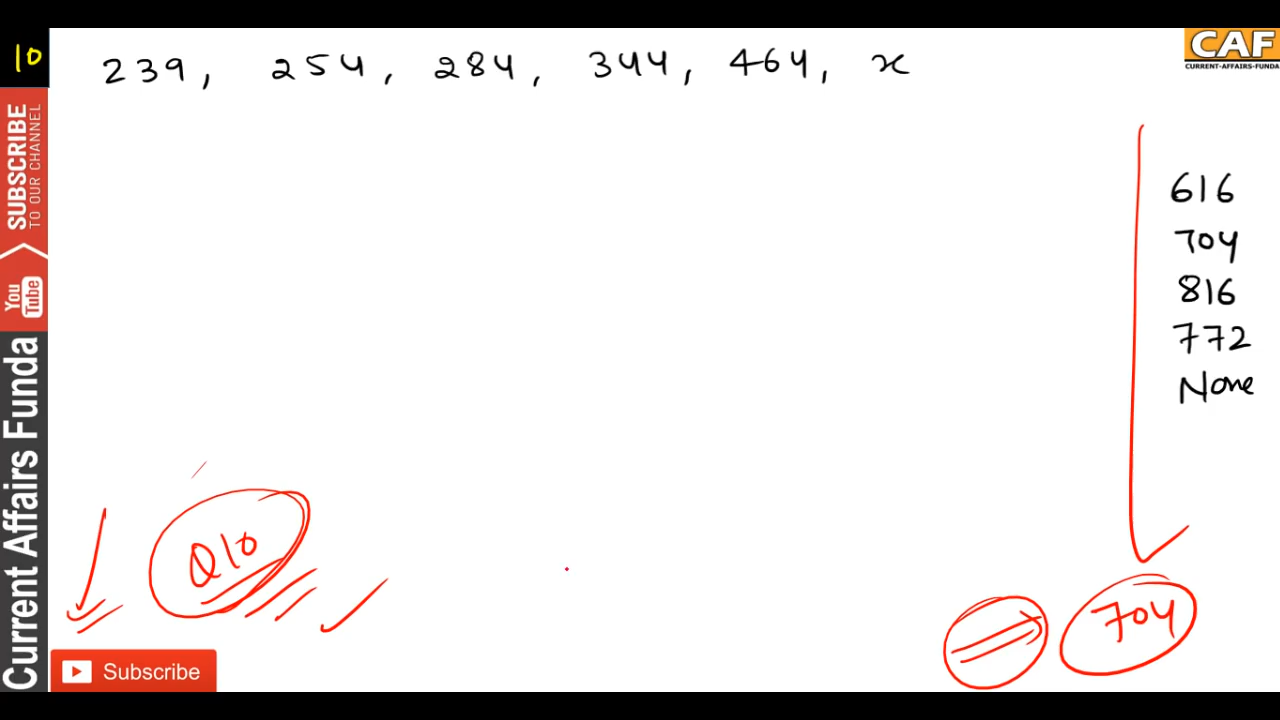 10
239, 254, 284, 344, 464, x
CAF
CURRENT-AFFAIRS-FUNDA
SUBSCRIBE
TO OUR CHANNEL
You
Tube
Current Affairs Funda
616
704
816
772
None
Q10
704
Subscribe